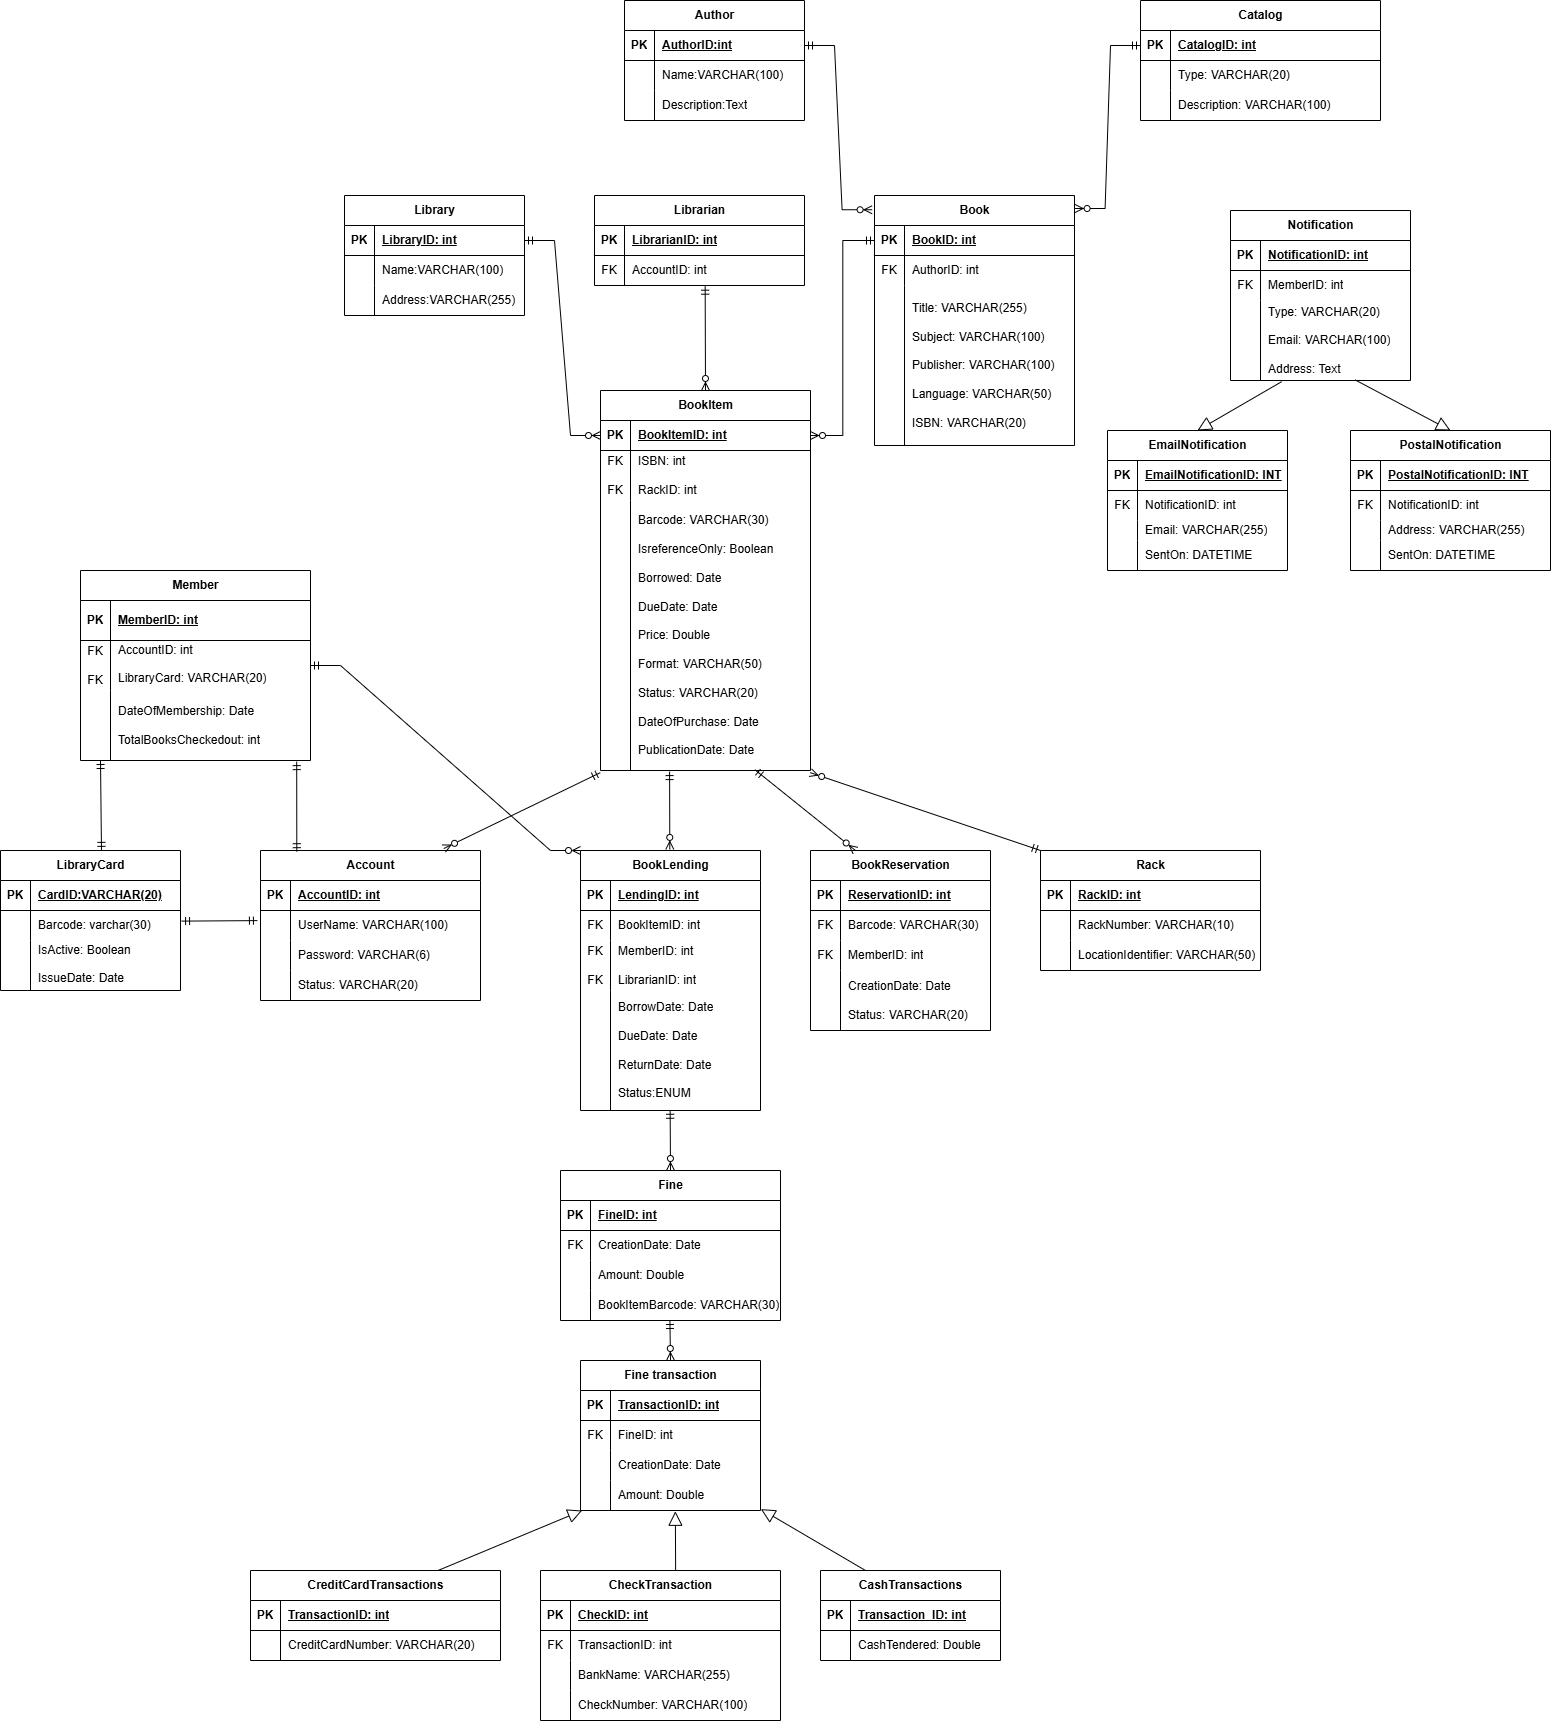 Author
PK AuthorID:int
Name:VARCHAR(100)
Description:Text
Catalog
PK CatalogID: int
Type: VARCHAR(20)
Description: VARCHAR(100)
Library
PK LibraryID: int
Name:VARCHAR(100)
Address:VARCHAR(255)
Librarian
PK LibrarianID: int
FK AccountID: int
Book
PK BookID: int
FK AuthorID: int
Title: VARCHAR(255)
Subject: VARCHAR(100)
Publisher: VARCHAR(100)
Language: VARCHAR(50)
ISBN: VARCHAR(20)
Notification
PK NotificationID: int
FK MemberID: int
Type: VARCHAR(20)
Email: VARCHAR(100)
Address: Text
BookItem
PK BookItemID: int
FK ISBN: int
FK RackID: int
Barcode: VARCHAR(30)
IsreferenceOnly: Boolean
Borrowed: Date
DueDate: Date
Price: Double
Format: VARCHAR(50)
Status: VARCHAR(20)
DateOfPurchase: Date
PublicationDate: Date
EmailNotification
PK EmailNotificationID: INT
FK NotificationID: int
Email: VARCHAR(255)
SentOn: DATETIME
PostalNotification
PK PostalNotificationID: INT
FK NotificationID: int
Address: VARCHAR(255)
SentOn: DATETIME
Member
PK MemberID: int
FK AccountID: int
FK LibraryCard: VARCHAR(20)
DateOfMembership: Date
TotalBooksCheckedout: int
LibraryCard
PK CardID:VARCHAR(20)
Barcode: varchar(30)
IsActive: Boolean
IssueDate: Date
Account
PK AccountID: int
UserName: VARCHAR(100)
Password: VARCHAR(6)
Status: VARCHAR(20)
BookLending
PK LendingID: int
FK BookItemID: int
FK MemberID: int
FK LibrarianID: int
BorrowDate: Date
DueDate: Date
ReturnDate: Date
Status:ENUM
BookReservation
PK ReservationID: int
FK Barcode: VARCHAR(30)
FK MemberID: int
CreationDate: Date
Status: VARCHAR(20)
Rack
PK RackID: int
RackNumber: VARCHAR(10)
LocationIdentifier: VARCHAR(50)
Fine
PK FineID: int
FK CreationDate: Date
Amount: Double
BookItemBarcode: VARCHAR(30)
Fine transaction
PK TransactionID: int
FK FineID: int
CreationDate: Date
Amount: Double
CreditCardTransactions
PK TransactionID: int
CreditCardNumber: VARCHAR(20)
CheckTransaction
PK CheckID: int
FK TransactionID: int
BankName: VARCHAR(255)
CheckNumber: VARCHAR(100)
CashTransactions
PK Transaction_ID: int
CashTendered: Double